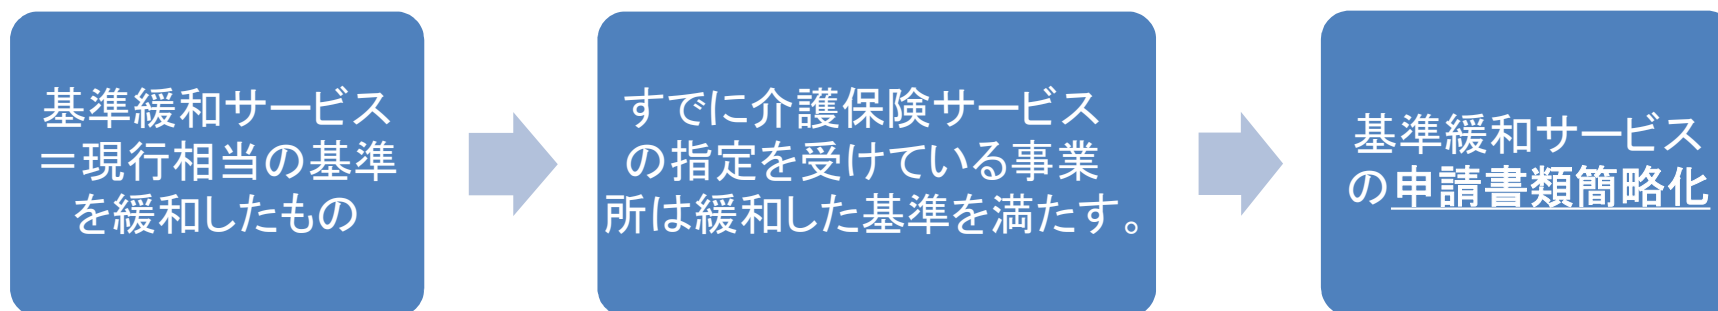 基準緩和サービス
＝現行相当の基準
を緩和したもの
すでに介護保険サービス
の指定を受けている事業
所は緩和した基準を満たす。
基準緩和サービス
の申請書類簡略化